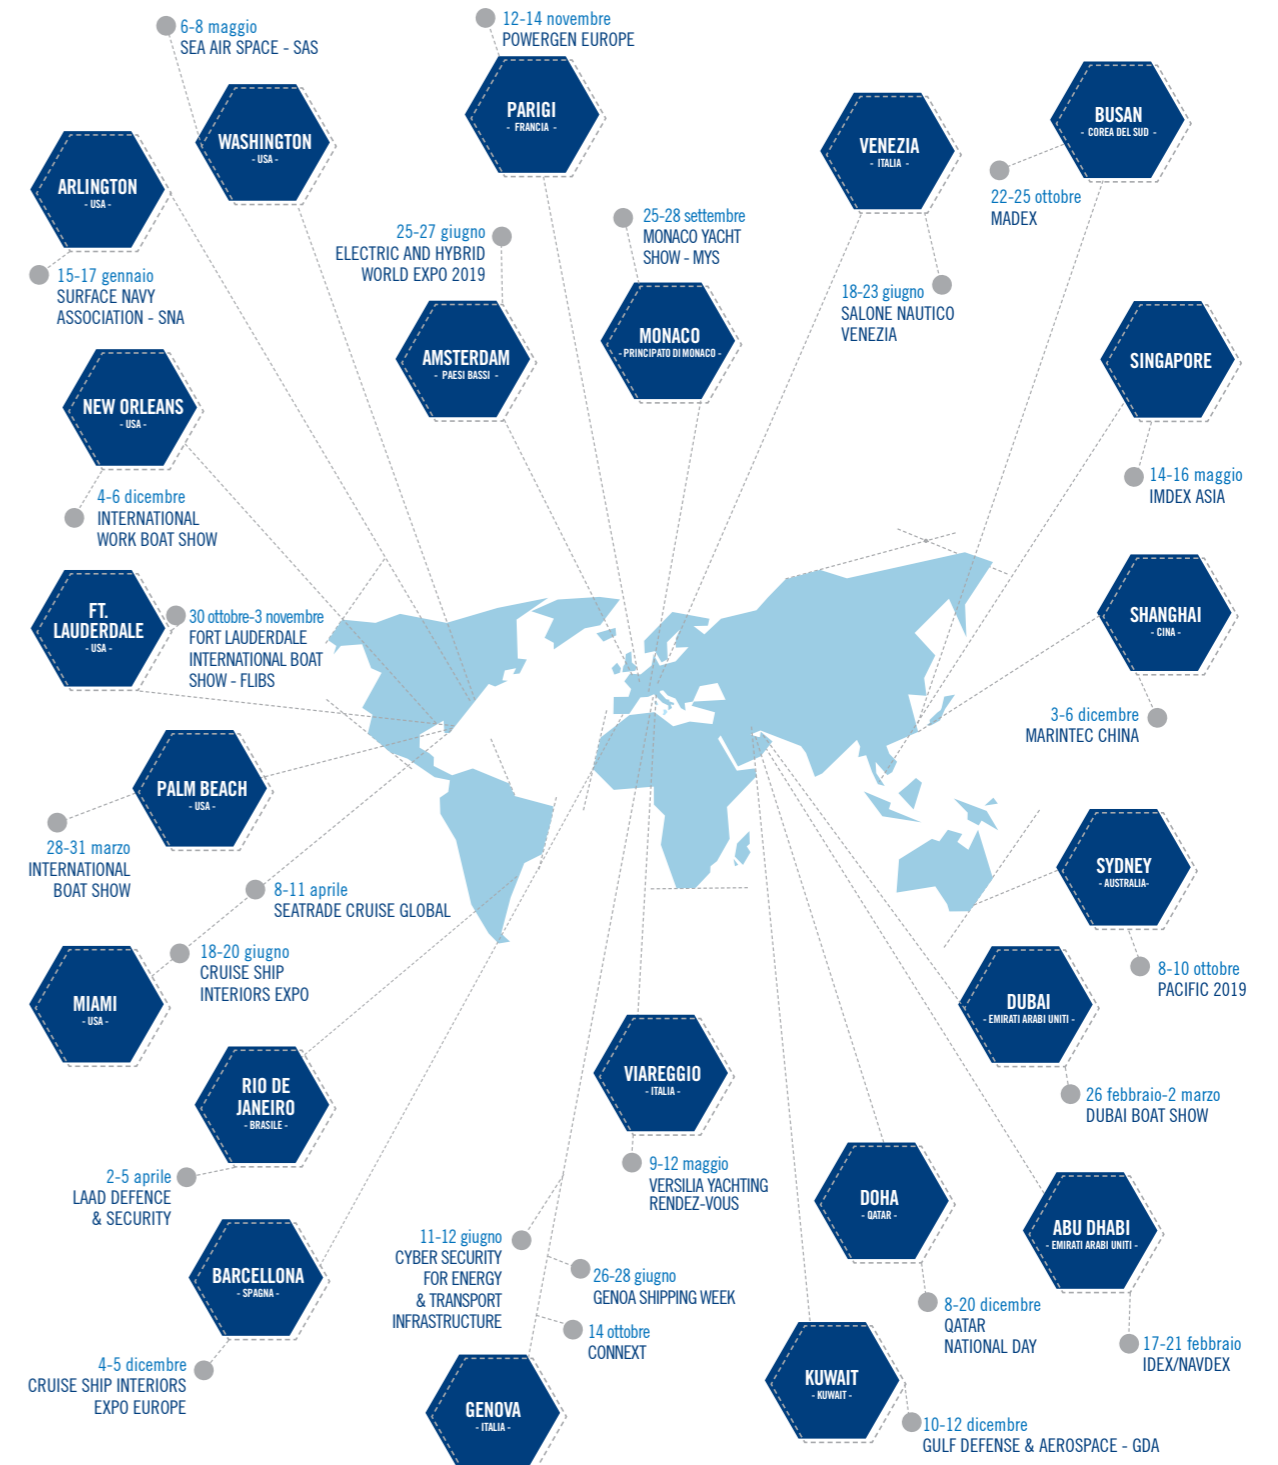 6-8 maggio
SEA AIR SPACE - SAS
WASHINGTON
- USA -
12-14 novembre
POWERGEN EUROPE
PARIGI
- FRANCIA -
VENEZIA
- ITALIA -
18-23 giugno
SALONE NAUTICO
VENEZIA
BUSAN
- COREA DEL SUD -
22-25 ottobre
MADEX
ARLINGTON
- USA -
15-17 gennaio
SURFACE NAVY
ASSOCIATION - SNA
25-27 giugno
ELECTRIC AND HYBRID
WORLD EXPO 2019
AMSTERDAM
- PAESI BASSI -
25-28 settembre
MONACO YACHT
SHOW - MYS
MONACO
- PRINCIPATO DI MONACO -
SINGAPORE
14-16 maggio
IMDEX ASIA
NEW ORLEANS
- USA -
4-6 dicembre
INTERNATIONAL
WORK BOAT SHOW
FT.
LAUDERDALE
- USA -
30 ottobre-3 novembre
FORT LAUDERDALE
INTERNATIONAL BOAT
SHOW - FLIBS
SHANGHAI
- CINA -
3-6 dicembre
MARINTEC CHINA
PALM BEACH
- USA -
28-31 marzo
INTERNATIONAL
BOAT SHOW
8-11 aprile
SEATRADE CRUISE GLOBAL
18-20 giugno
CRUISE SHIP
INTERIORS EXPO
MIAMI
- USA -
SYDNEY
- AUSTRALIA-
8-10 ottobre
PACIFIC 2019
DUBAI
- EMIRATI ARABI UNITI -
26 febbraio-2 marzo
DUBAI BOAT SHOW
RIO DE
JANEIRO
- BRASILE -
2-5 aprile
LAAD DEFENCE
& SECURITY
VIAREGGIO
- ITALIA -
9-12 maggio
VERSILIA YACHTING
RENDEZ-VOUS
DOHA
- QATAR -
8-20 dicembre
QATAR
NATIONAL DAY
ABU DHABI
- EMIRATI ARABI UNITI -
17-21 febbraio
IDEX/NAVDEX
BARCELLONA
- SPAGNA -
4-5 dicembre
CRUISE SHIP INTERIORS
EXPO EUROPE
11-12 giugno
CYBER SECURITY
FOR ENERGY
& TRANSPORT
INFRASTRUCTURE
26-28 giugno
GENOA SHIPPING WEEK
14 ottobre
CONNEXT
GENOVA
- ITALIA -
KUWAIT
- KUWAIT -
10-12 dicembre
GULF DEFENSE & AEROSPACE - GDA